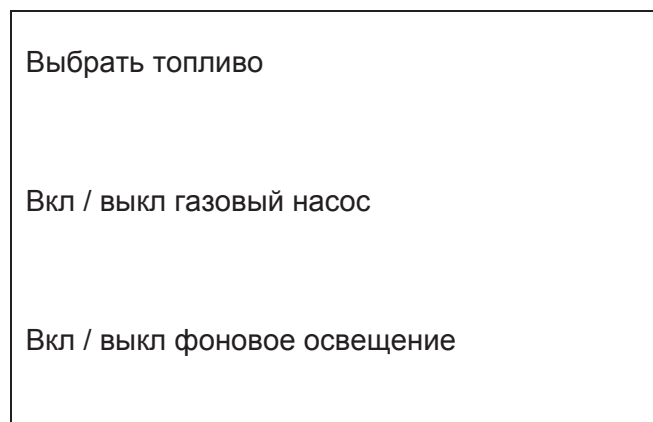 Выбрать топливо
Вкл / выкл газовый насос
Вкл / выкл фоновое освещение